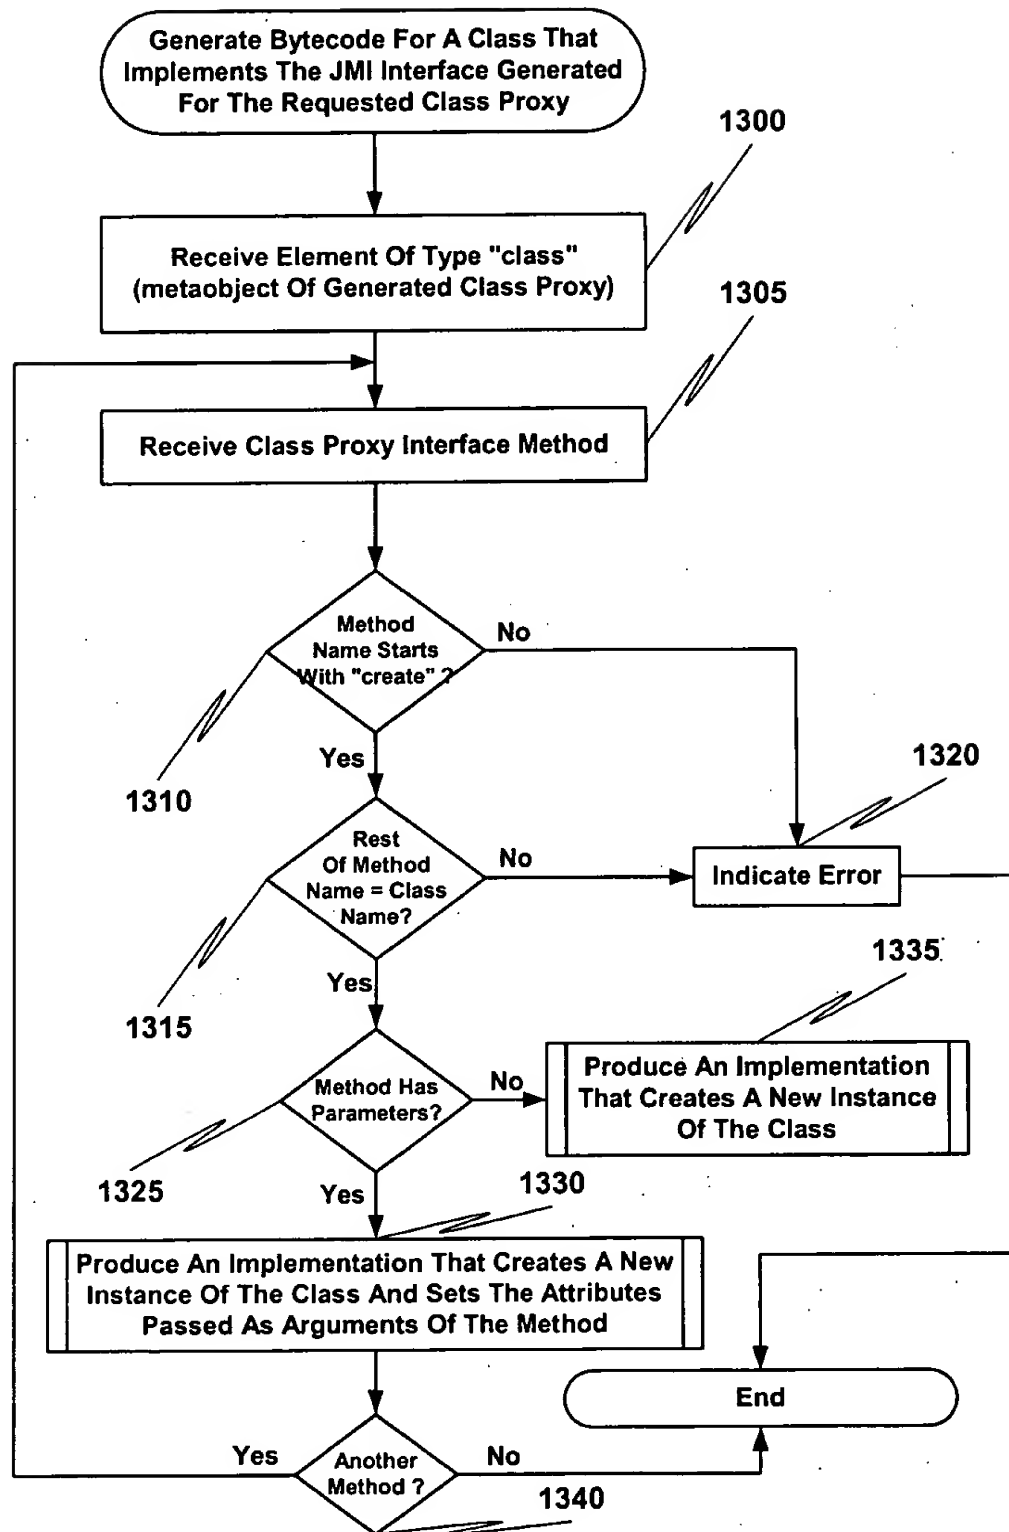 Generate Bytecode For A Class That
Implements The JMI Interface Generated
For The Requested Class Proxy
1300
Receive Element Of Type "class"
(metaobject Of Generated Class Proxy)
1305
Receive Class Proxy Interface Method
Method
Name Starts
With "create" ?
No
Yes
1310
1320
Rest
Of Method
Name = Class
Name?
No
Indicate Error
Yes
1315
1335
Method Has
Parameters?
No
Produce An Implementation
That Creates A New Instance
Of The Class
1325
Yes
1330
Produce An Implementation That Creates A New
Instance Of The Class And Sets The Attributes
Passed As Arguments Of The Method
End
Yes
Another
Method ?
No
1340